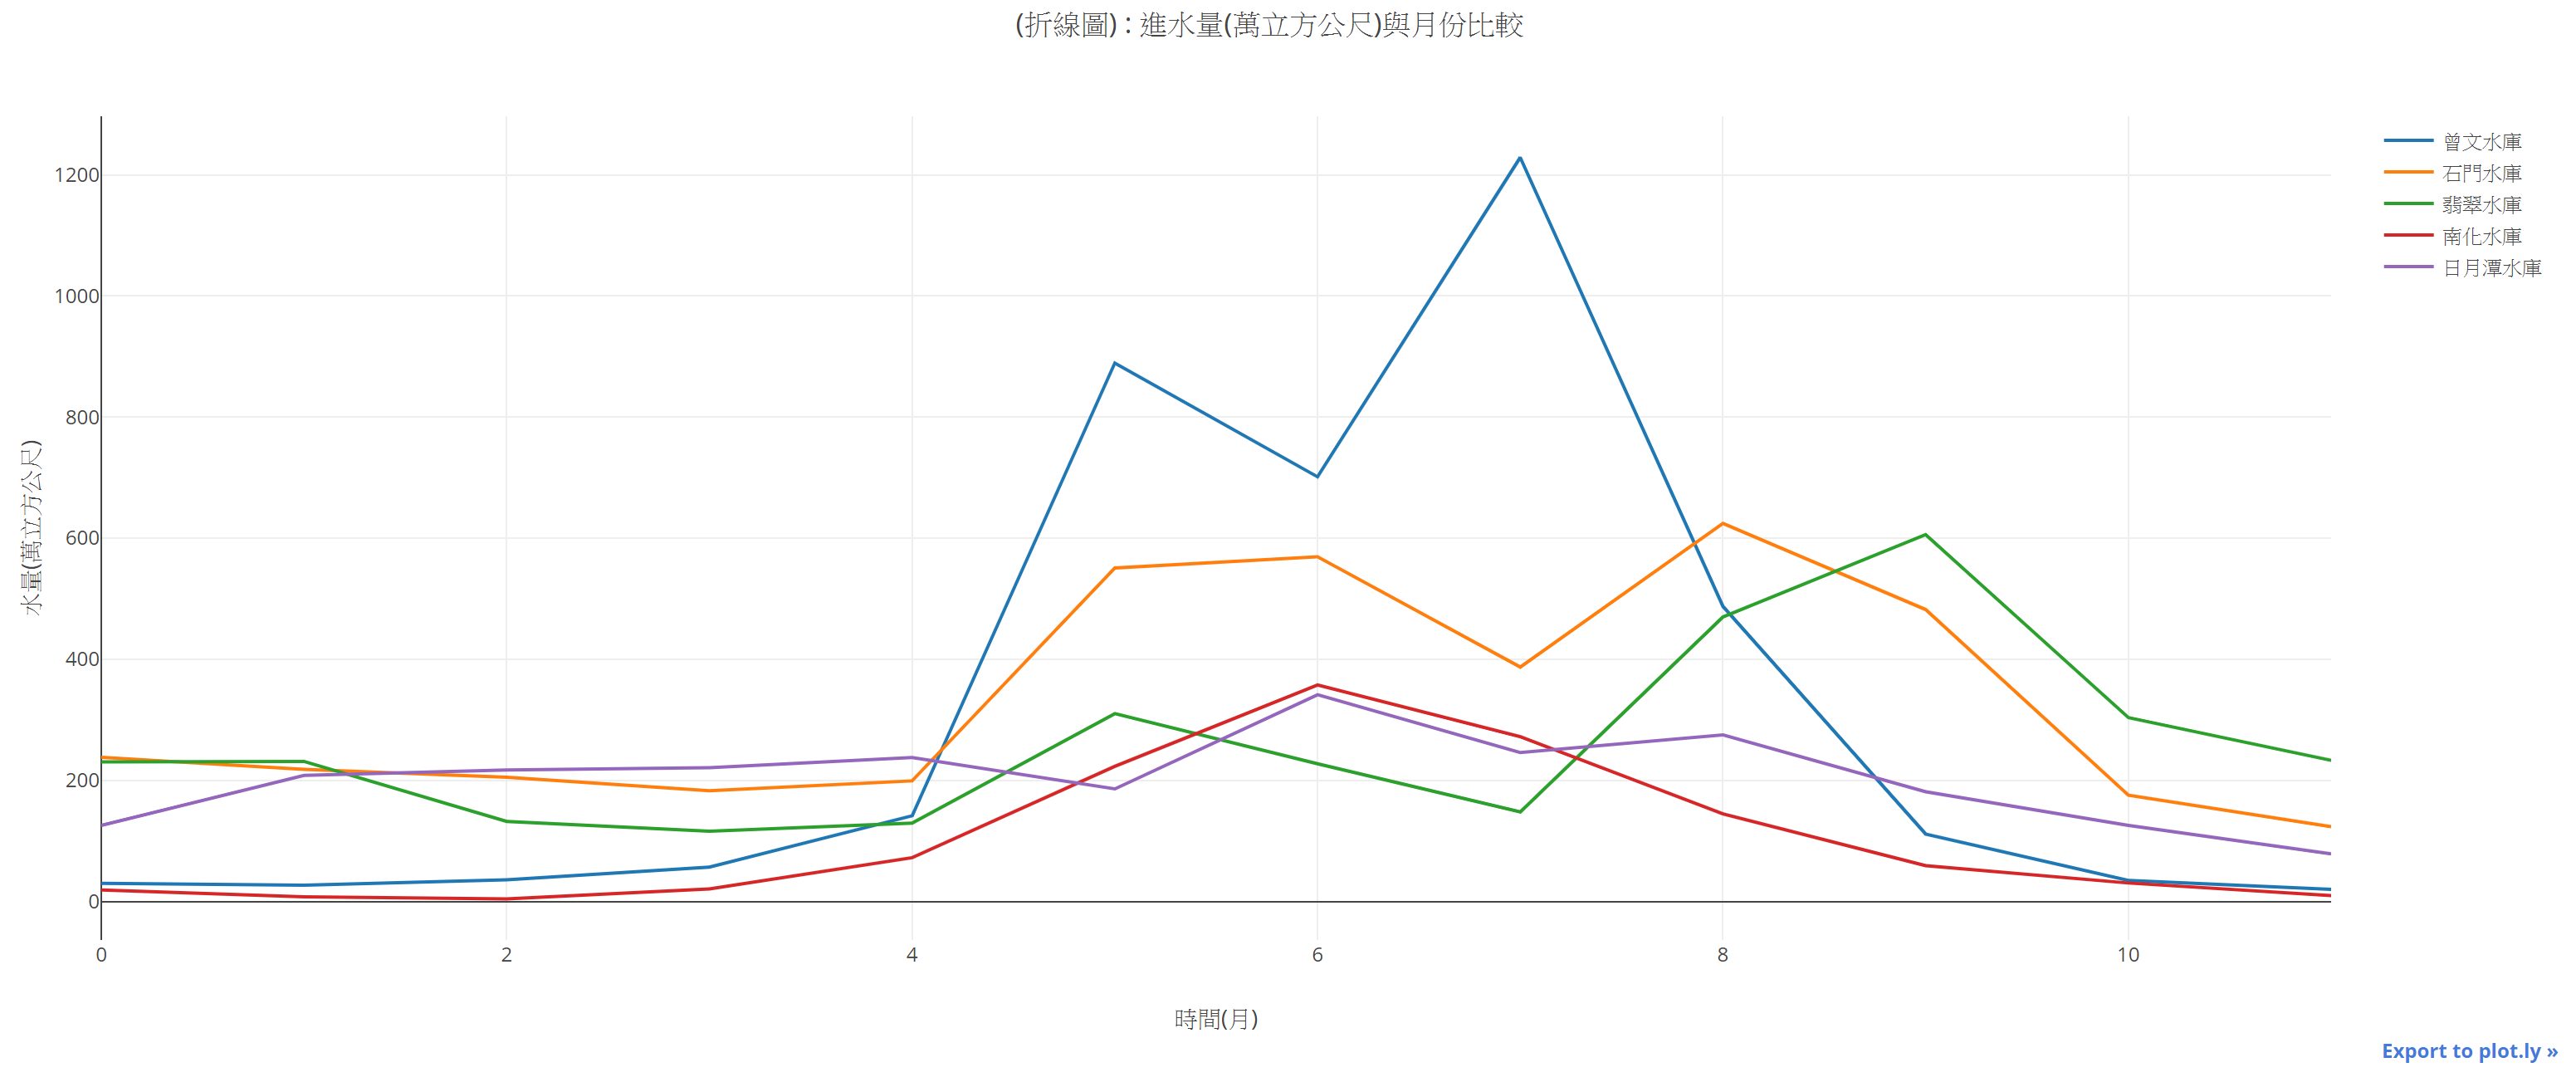 (折線圖) : 進水量(萬立方公尺)與月份比較
水量(萬立方公尺)
1200
1000
800
600
400
200
0
0
2
4
6
8
10
時間(月)
曾文水庫
石門水庫
翡翠水庫
南化水庫
日月潭水庫
Export to plot.ly »